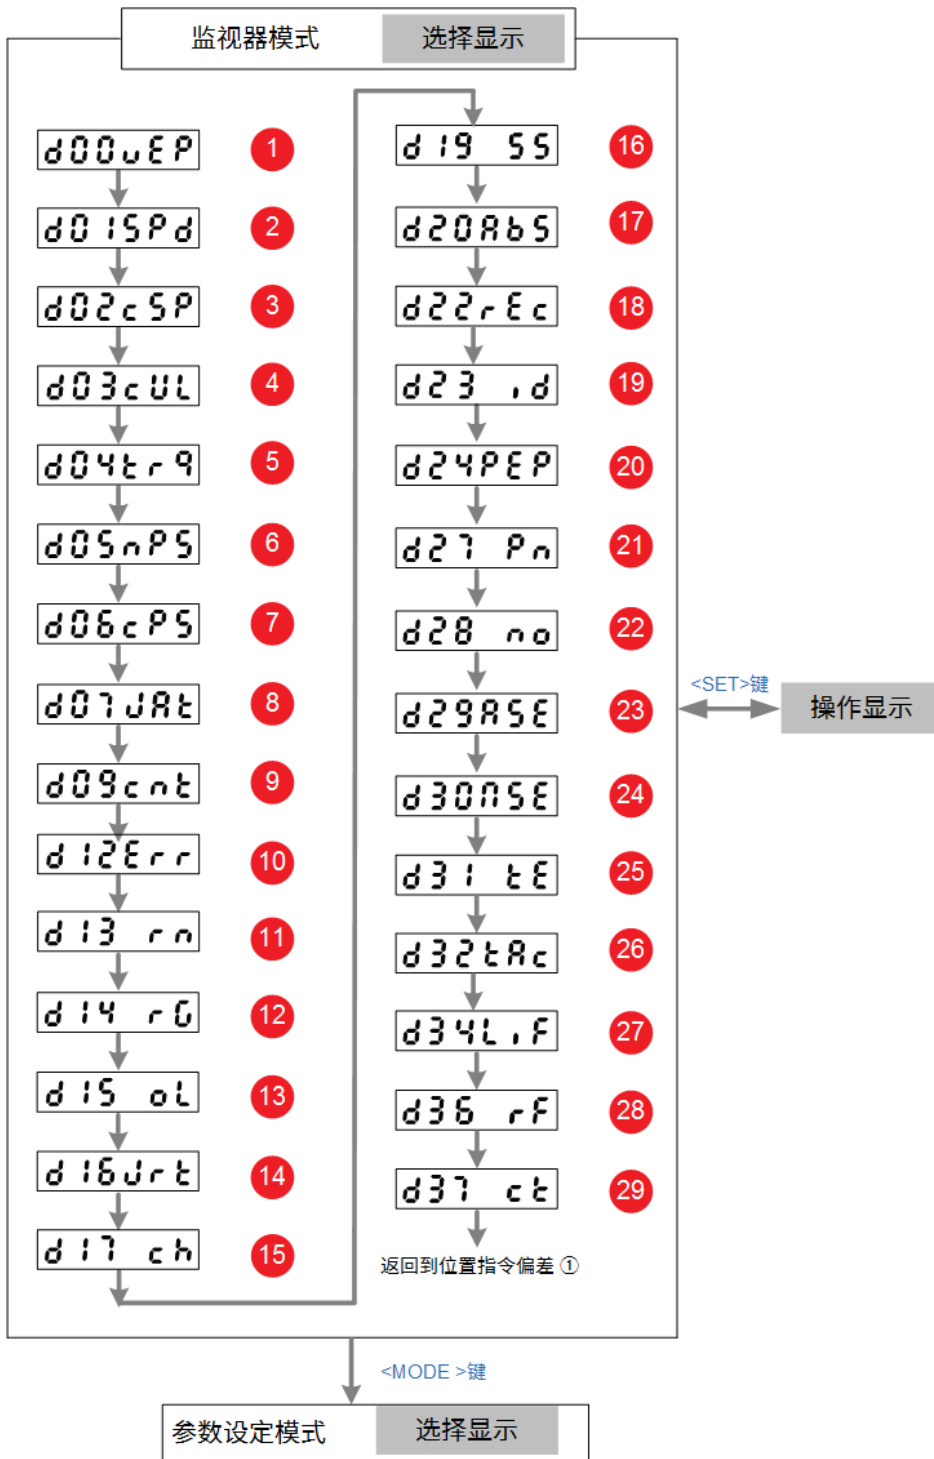 监视器模式 选择显示
d00uEP 1
d01SPd 2
d02cSP 3
d03cUL 4
d04trq 5
d05nPS 6
d06cPS 7
d07JAt 8
d09cnt 9
d12Err 10
d13 rn 11
d14 rG 12
d15 oL 13
d16Jrt 14
d17 ch 15
d19 SS 16
d20AbS 17
d22rEc 18
d23 id 19
d24PEP 20
d27 Pn 21
d28 no 22
d29ASE 23
d30MSE 24
d31 tE 25
d32tAc 26
d34LiF 27
d36 rF 28
d37 ct 29
返回到位置指令偏差 ①
<SET>键
操作显示
<MODE >键
参数设定模式 选择显示